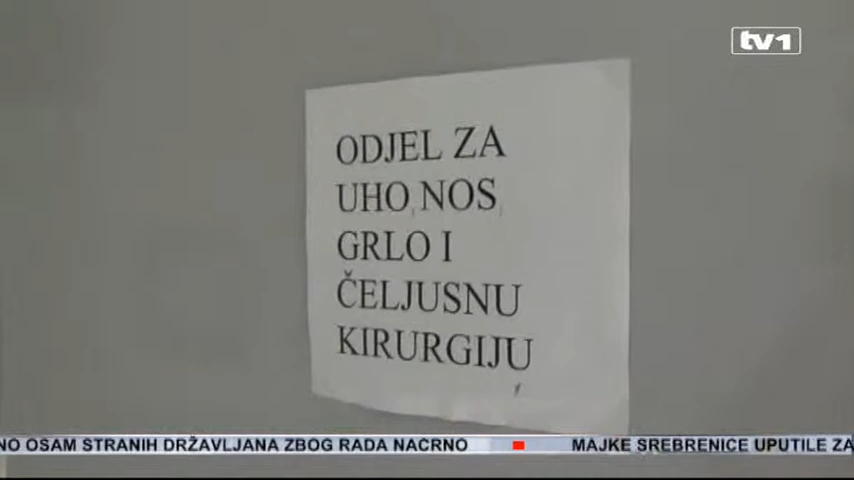 tv1
ODJEL ZA
UHO, NOS,
GRLO I
ČELJUSNU
KIRURGIJU
NO OSAM STRANIH DRŽAVLJANA ZBOG RADA NACRNO
MAJKE SREBRENICE UPUTILE ZA